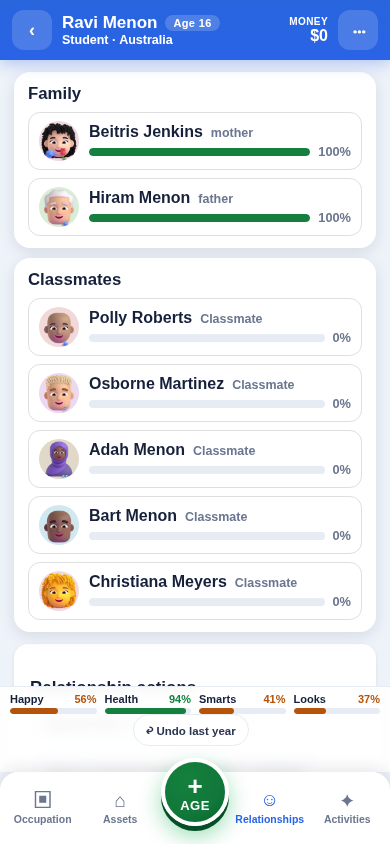 Ravi Menon Age 16
Student · Australia
MONEY
$0
Family
Beitris Jenkins mother
100%
Hiram Menon father
100%
Classmates
Polly Roberts Classmate
0%
Osborne Martinez Classmate
0%
Adah Menon Classmate
0%
Bart Menon Classmate
0%
Christiana Meyers Classmate
0%
Relationship actions
Happy 56% Health 94% Smarts 41% Looks 37%
Undo last year
+
AGE
Occupation Assets Relationships Activities